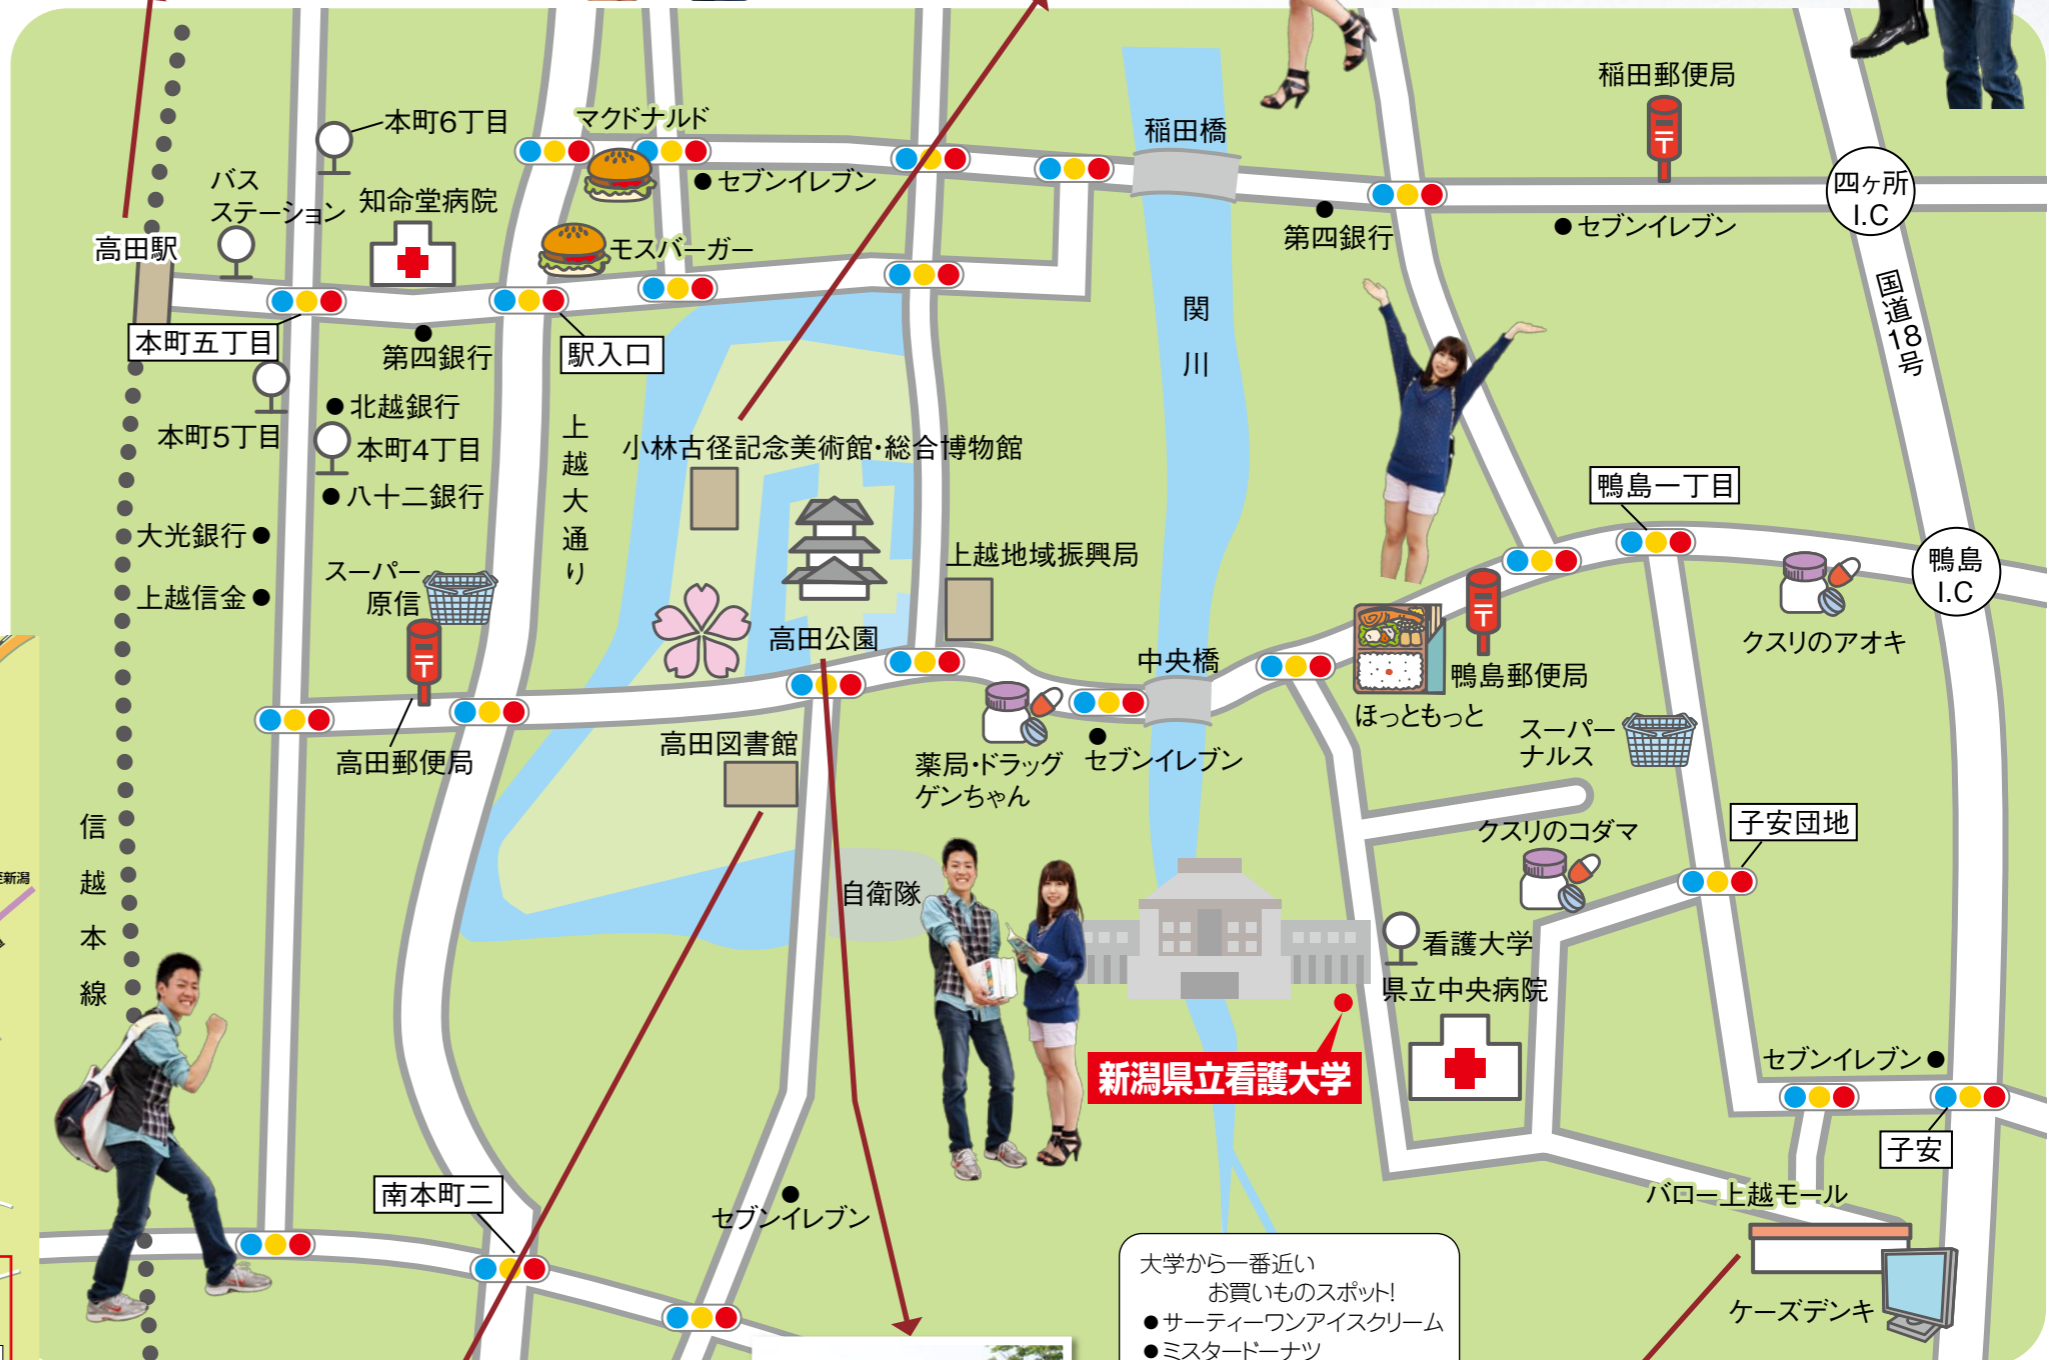 稲田郵便局
本町6丁目
マクドナルド
稲田橋
バス
ステーション
知命堂病院
セブンイレブン
四ヶ所
I.C
第四銀行
セブンイレブン
高田駅
モスバーガー
国道18号
関川
本町五丁目
第四銀行
駅入口
北越銀行
本町5丁目
本町4丁目
上越大通り
小林古径記念美術館・総合博物館
八十二銀行
鴨島一丁目
大光銀行
上越地域振興局
鴨島
I.C
スーパー
原信
上越信金
高田公園
クスリのアオキ
中央橋
鴨島郵便局
ほっともっと
高田図書館
スーパー
ナルス
高田郵便局
薬局・ドラッグ
ゲンちゃん
セブンイレブン
信越本線
クスリのコダマ
子安団地
至新潟
自衛隊
看護大学
県立中央病院
新潟県立看護大学
セブンイレブン
子安
南本町二
セブンイレブン
バロー上越モール
ケーズデンキ
大学から一番近い
お買いものスポット!
●サーティーワンアイスクリーム
●ミスタードーナツ